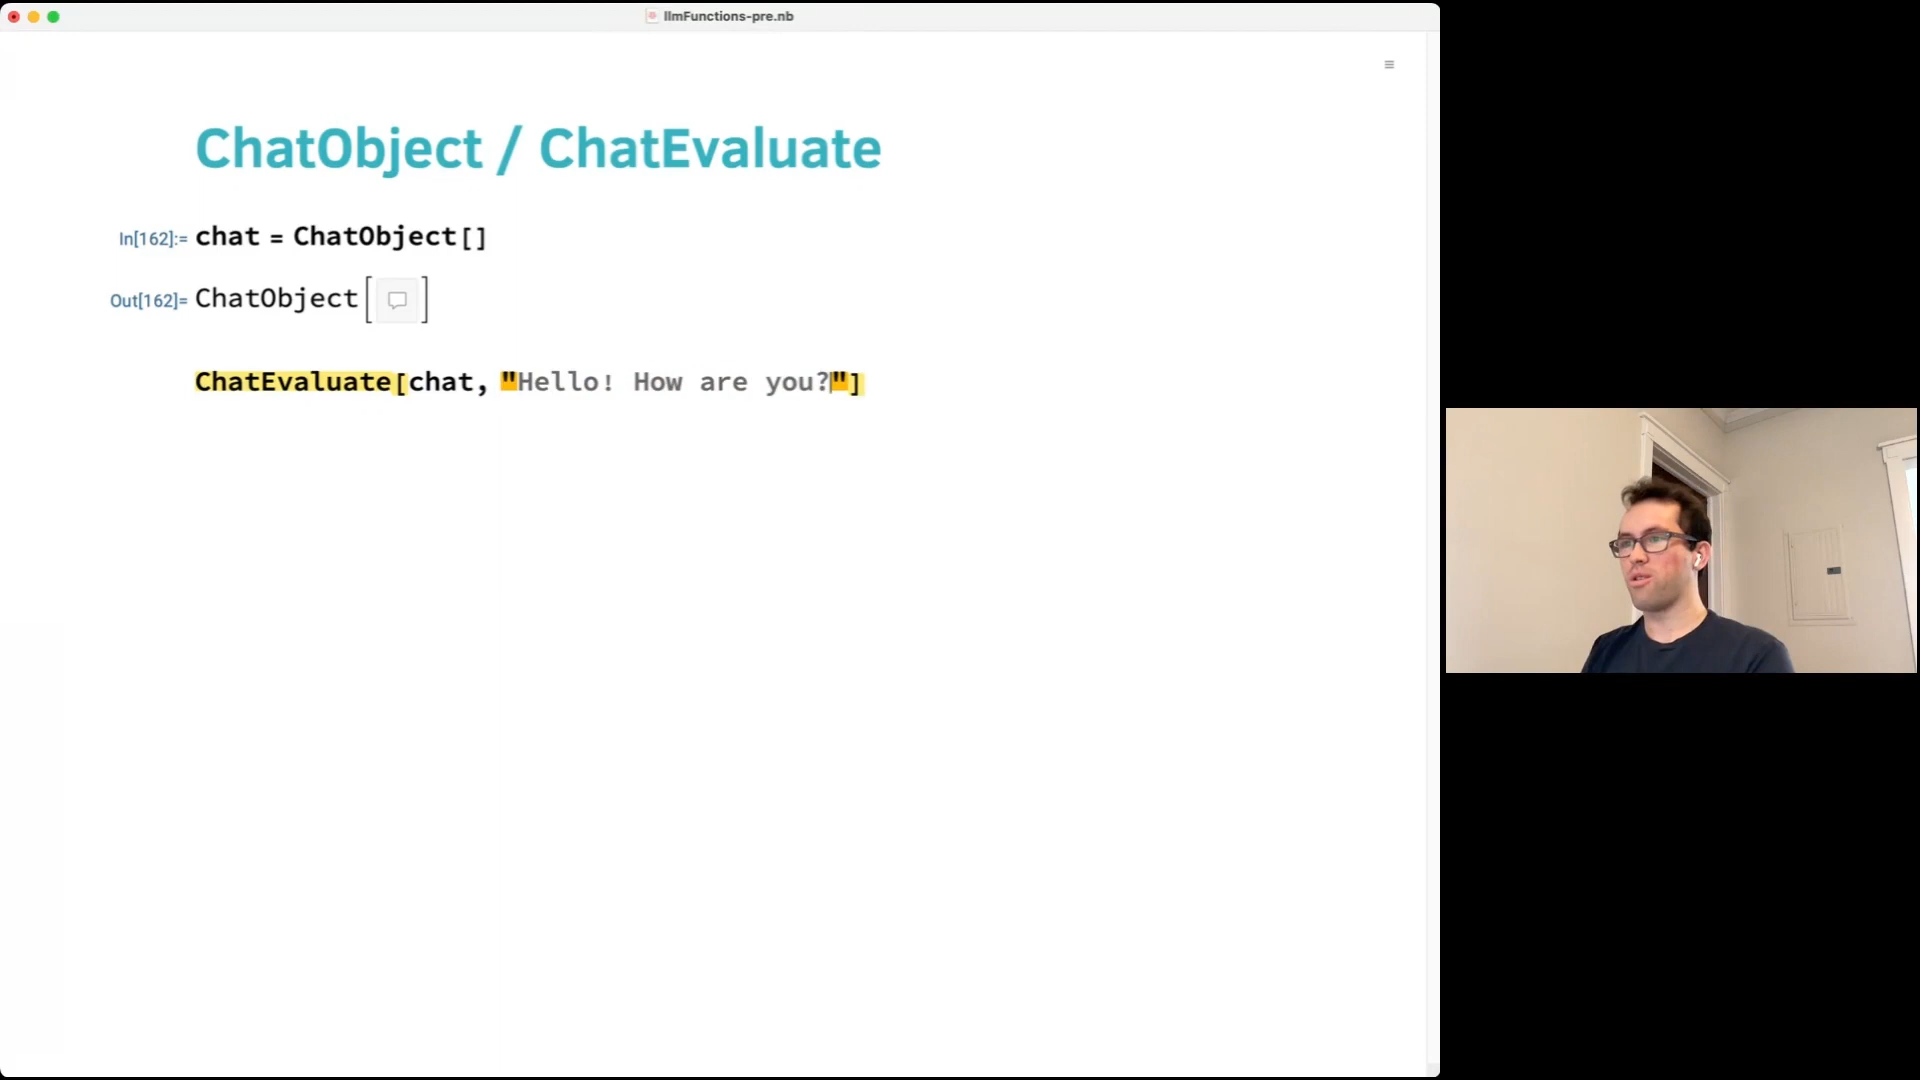 llmFunctions-pre.nb
ChatObject / ChatEvaluate
In[162]:= chat = ChatObject[]
Out[162]= ChatObject[ ]
ChatEvaluate[chat, "Hello! How are you?"]